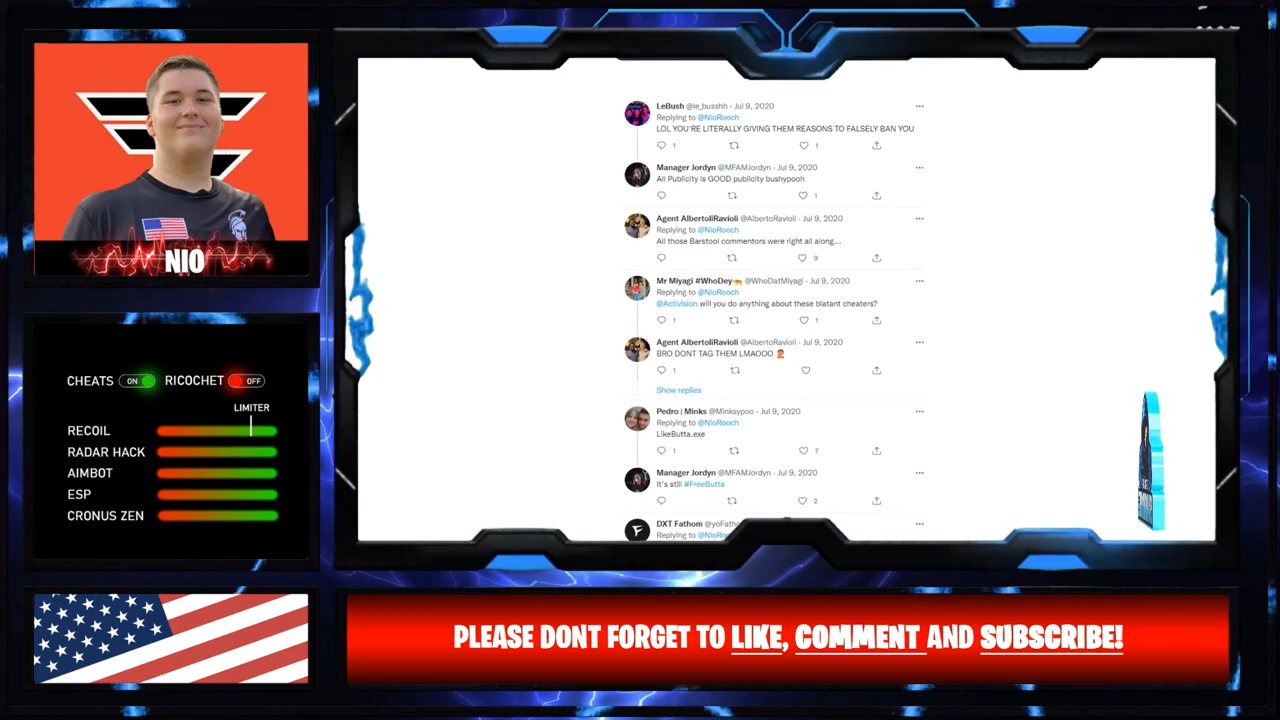 NIO
CHEATS ON RICOCHET OFF
LIMITER
RECOIL
RADAR HACK
AIMBOT
ESP
CRONUS ZEN
LeBush @le_busshh · Jul 9, 2020
Replying to @NioRooch
LOL YOU'RE LITERALLY GIVING THEM REASONS TO FALSELY BAN YOU
1 1
Manager Jordyn @MFAMJordyn · Jul 9, 2020
All Publicity is GOOD publicity bushypooh
1
Agent AlbertoliRavioli @AlbertoRavioli · Jul 9, 2020
Replying to @NioRooch
All those Barstool commentors were right all along...
9
Mr Miyagi #WhoDey🐅 @WhoDatMiyagi · Jul 9, 2020
Replying to @NioRooch
@Activision will you do anything about these blatant cheaters?
1 1
Agent AlbertoliRavioli @AlbertoRavioli · Jul 9, 2020
BRO DONT TAG THEM LMAOOO
1
Show replies
Pedro | Minks @Minksypoo · Jul 9, 2020
Replying to @NioRooch
LikeButta.exe
1 7
Manager Jordyn @MFAMJordyn · Jul 9, 2020
It's still #FreeButta
2
DXT Fathom @yoFatho
Replying to @NioRo
PLEASE DONT FORGET TO LIKE, COMMENT AND SUBSCRIBE!